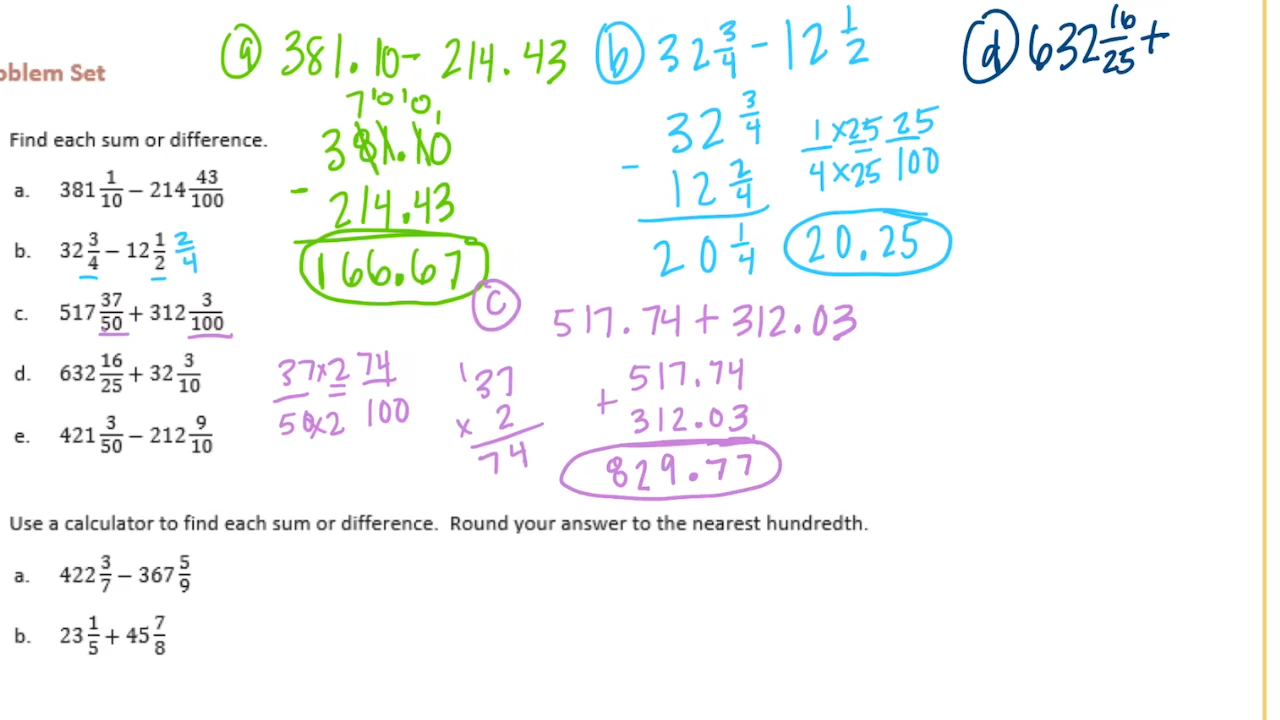 oblem Set
Find each sum or difference.
a. 381 1/10 − 214 43/100
b. 32 3/4 − 12 1/2 2/4
c. 517 37/50 + 312 3/100
d. 632 16/25 + 32 3/10
e. 421 3/50 − 212 9/10
ⓐ 381.10 - 214.43
7 10 10 1
381.10
- 214.43
166.67
ⓑ 32 3/4 - 12 1/2
32 3/4
- 12 2/4
20 1/4
1/4 ×25/×25 25/100
20.25
ⓒ 517.74 + 312.03
37/50 ×2/×2 74/100
1
37
× 2
74
517.74
+ 312.03
829.77
ⓓ 632 16/25 +
Use a calculator to find each sum or difference. Round your answer to the nearest hundredth.
a. 422 3/7 − 367 5/9
b. 23 1/5 + 45 7/8